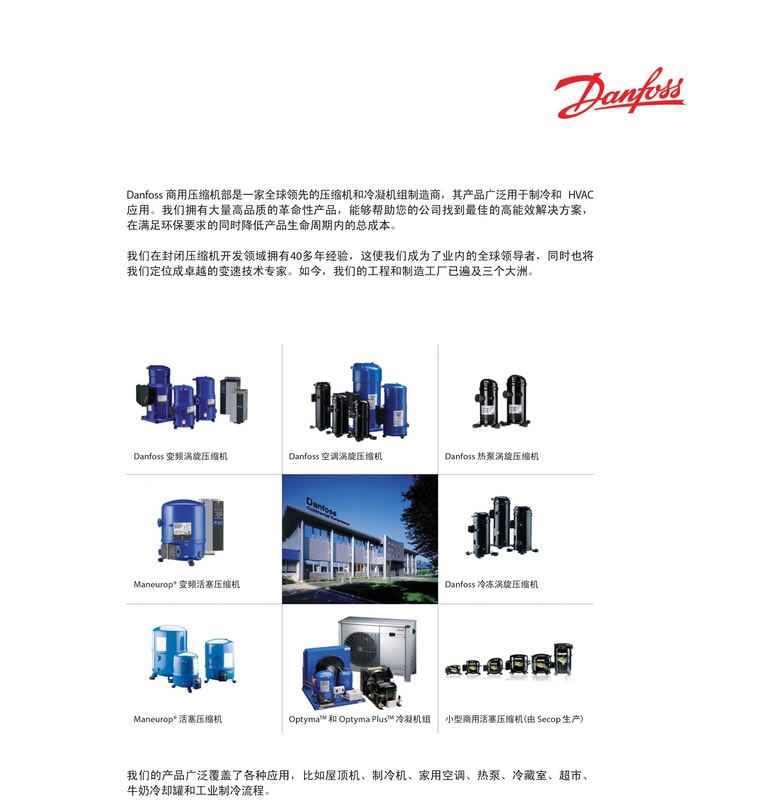 Danfoss
Danfoss 商用压缩机部是一家全球领先的压缩机和冷凝机组制造商，其产品广泛用于制冷和 HVAC
应用。我们拥有大量高品质的革命性产品，能够帮助您的公司找到最佳的高能效解决方案，
在满足环保要求的同时降低产品生命周期内的总成本。
我们在封闭压缩机开发领域拥有40多年经验，这使我们成为了业内的全球领导者，同时也将
我们定位成卓越的变速技术专家。如今，我们的工程和制造工厂已遍及三个大洲。
Danfoss 变频涡旋压缩机
Danfoss 空调涡旋压缩机
Danfoss 热泵涡旋压缩机
Danfoss
Commercial Compressors
Maneurop® 变频活塞压缩机
Danfoss 冷冻涡旋压缩机
Maneurop® 活塞压缩机
Optyma™ 和 Optyma Plus™ 冷凝机组
小型商用活塞压缩机(由 Secop 生产)
我们的产品广泛覆盖了各种应用，比如屋顶机、制冷机、家用空调、热泵、冷藏室、超市、
牛奶冷却罐和工业制冷流程。